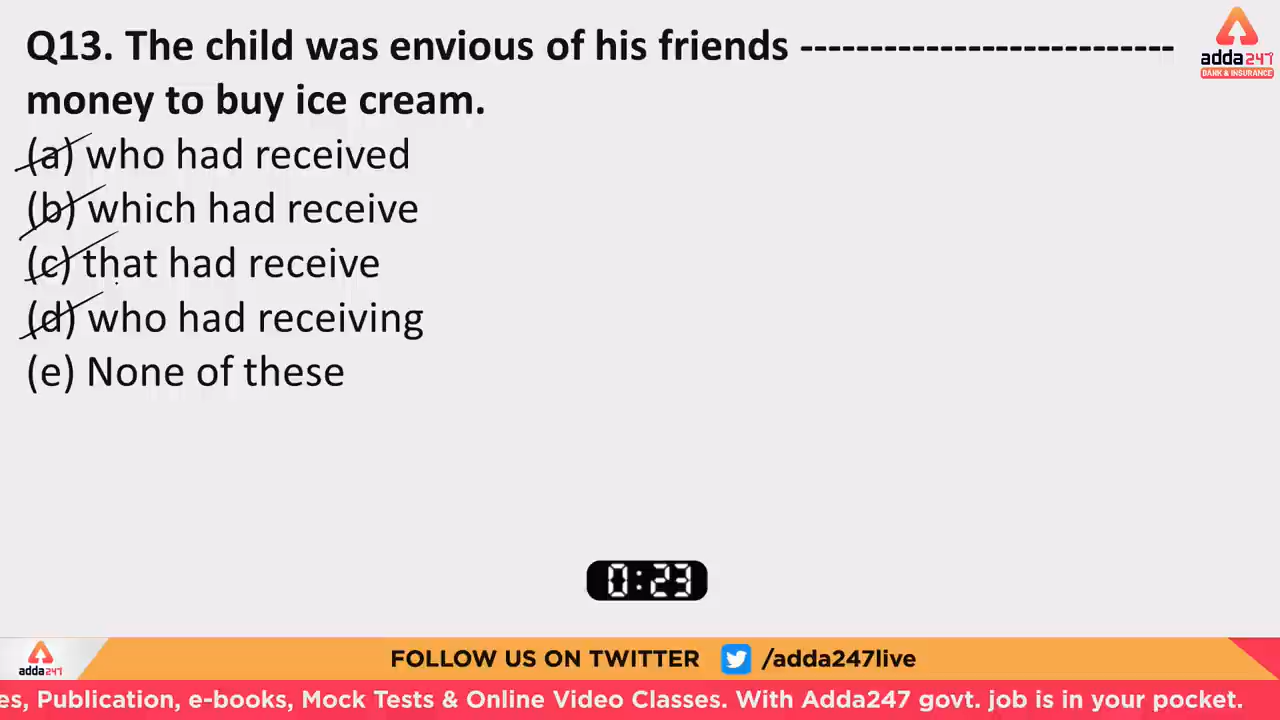 Q13. The child was envious of his friends ---------------------------
money to buy ice cream.
(a) who had received
(b) which had receive
(c) that had receive
(d) who had receiving
(e) None of these
adda247
BANK & INSURANCE
0:23
adda247
FOLLOW US ON TWITTER /adda247live
es, Publication, e-books, Mock Tests & Online Video Classes. With Adda247 govt. job is in your pocket.